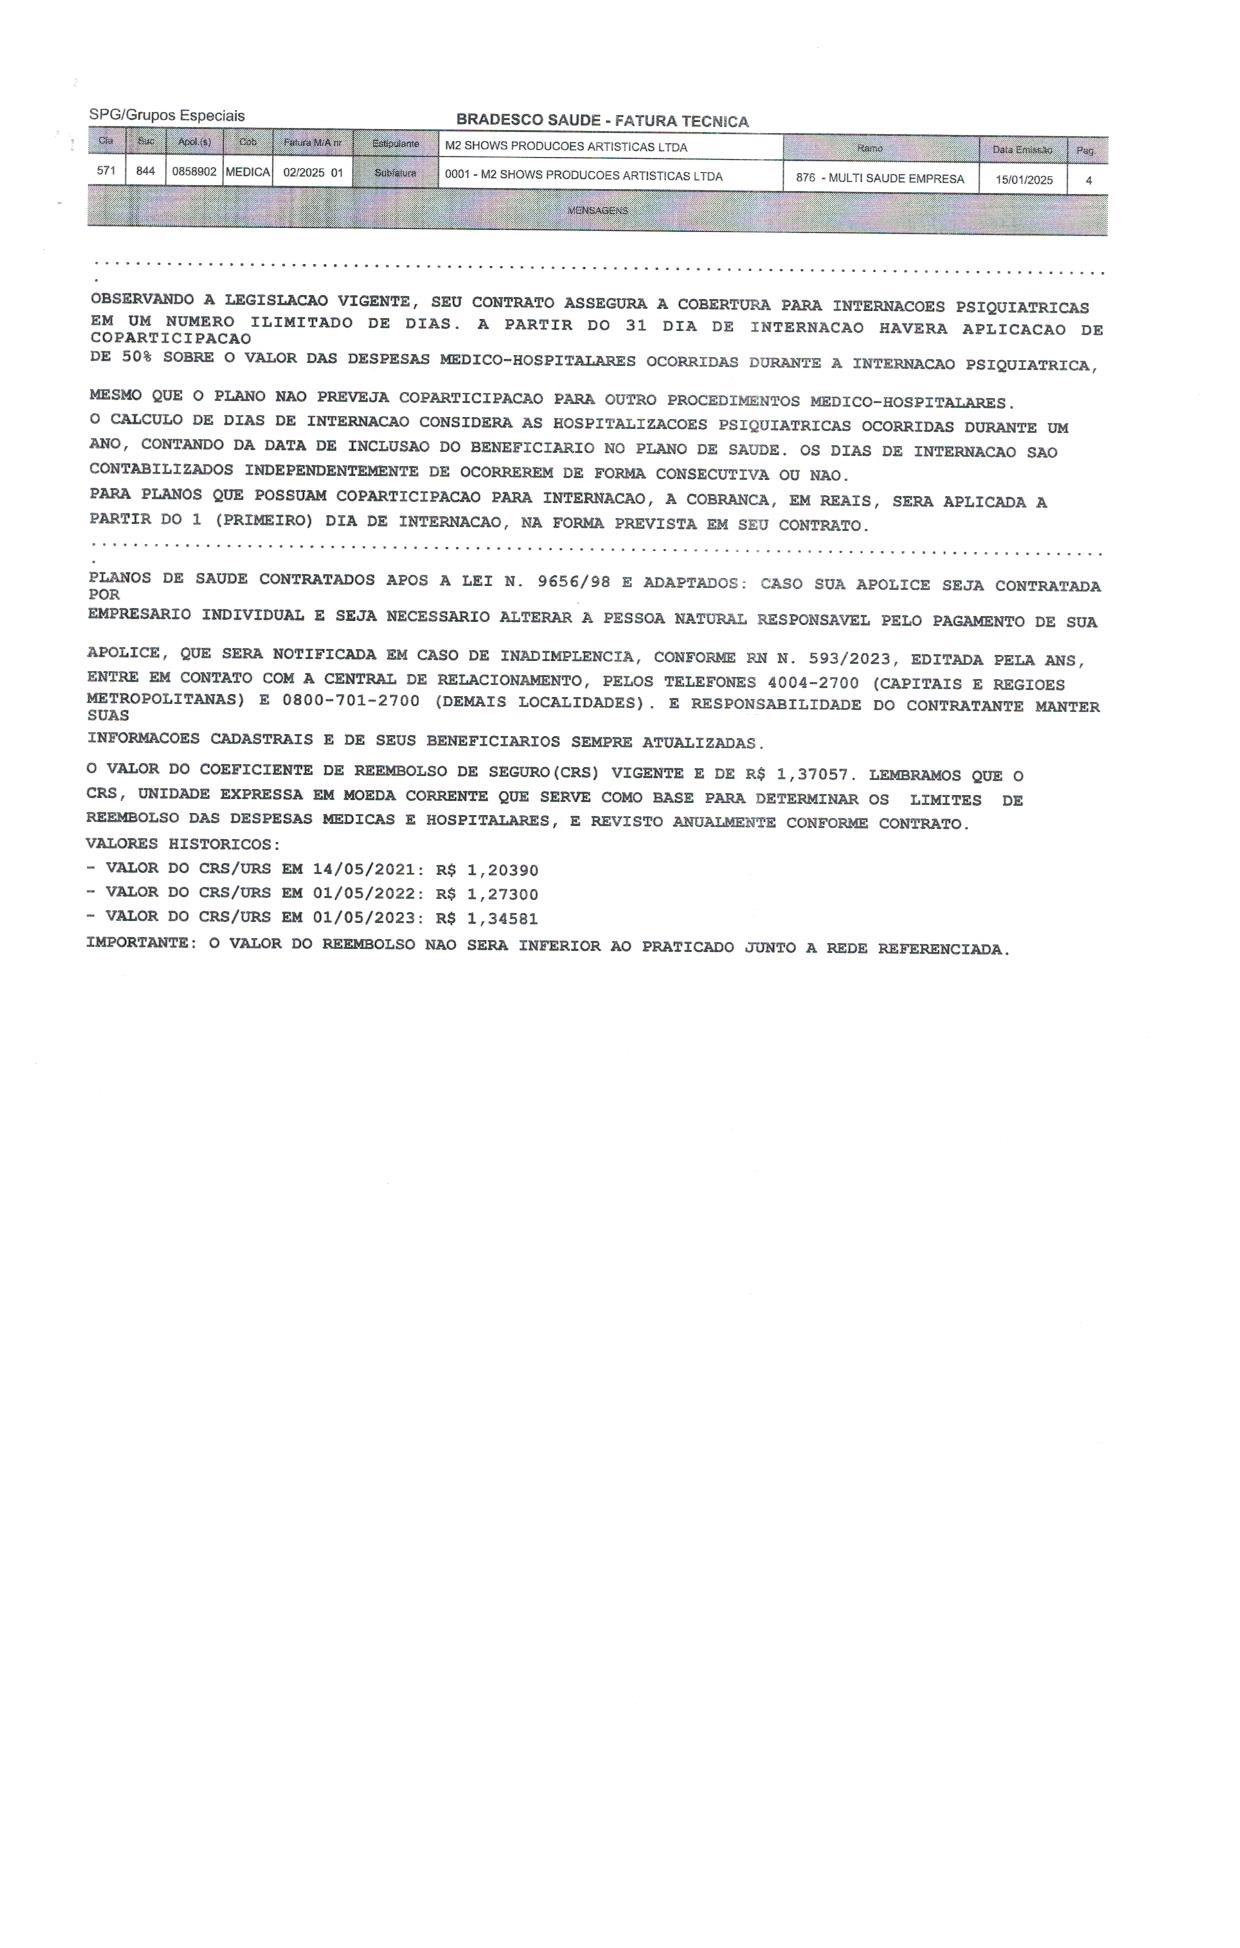 SPG/Grupos Especiais
BRADESCO SAUDE - FATURA TECNICA
Cia Suc Apol.(s) Cob Fatura M/A nr Estipulante M2 SHOWS PRODUCOES ARTISTICAS LTDA Ramo Data Emissão Pag.
571 844 0858902 MEDICA 02/2025 01 Subfatura 0001 - M2 SHOWS PRODUCOES ARTISTICAS LTDA 876 - MULTI SAUDE EMPRESA 15/01/2025 4
MENSAGENS
...................................................................................................
.
OBSERVANDO A LEGISLACAO VIGENTE, SEU CONTRATO ASSEGURA A COBERTURA PARA INTERNACOES PSIQUIATRICAS
EM UM NUMERO ILIMITADO DE DIAS. A PARTIR DO 31 DIA DE INTERNACAO HAVERA APLICACAO DE
COPARTICIPACAO
DE 50% SOBRE O VALOR DAS DESPESAS MEDICO-HOSPITALARES OCORRIDAS DURANTE A INTERNACAO PSIQUIATRICA,
MESMO QUE O PLANO NAO PREVEJA COPARTICIPACAO PARA OUTRO PROCEDIMENTOS MEDICO-HOSPITALARES.
O CALCULO DE DIAS DE INTERNACAO CONSIDERA AS HOSPITALIZACOES PSIQUIATRICAS OCORRIDAS DURANTE UM
ANO, CONTANDO DA DATA DE INCLUSAO DO BENEFICIARIO NO PLANO DE SAUDE. OS DIAS DE INTERNACAO SAO
CONTABILIZADOS INDEPENDENTEMENTE DE OCORREREM DE FORMA CONSECUTIVA OU NAO.
PARA PLANOS QUE POSSUAM COPARTICIPACAO PARA INTERNACAO, A COBRANCA, EM REAIS, SERA APLICADA A
PARTIR DO 1 (PRIMEIRO) DIA DE INTERNACAO, NA FORMA PREVISTA EM SEU CONTRATO.
...................................................................................................
.
PLANOS DE SAUDE CONTRATADOS APOS A LEI N. 9656/98 E ADAPTADOS: CASO SUA APOLICE SEJA CONTRATADA
POR
EMPRESARIO INDIVIDUAL E SEJA NECESSARIO ALTERAR A PESSOA NATURAL RESPONSAVEL PELO PAGAMENTO DE SUA
APOLICE, QUE SERA NOTIFICADA EM CASO DE INADIMPLENCIA, CONFORME RN N. 593/2023, EDITADA PELA ANS,
ENTRE EM CONTATO COM A CENTRAL DE RELACIONAMENTO, PELOS TELEFONES 4004-2700 (CAPITAIS E REGIOES
METROPOLITANAS) E 0800-701-2700 (DEMAIS LOCALIDADES). E RESPONSABILIDADE DO CONTRATANTE MANTER
SUAS
INFORMACOES CADASTRAIS E DE SEUS BENEFICIARIOS SEMPRE ATUALIZADAS.
O VALOR DO COEFICIENTE DE REEMBOLSO DE SEGURO(CRS) VIGENTE E DE R$ 1,37057. LEMBRAMOS QUE O
CRS, UNIDADE EXPRESSA EM MOEDA CORRENTE QUE SERVE COMO BASE PARA DETERMINAR OS LIMITES DE
REEMBOLSO DAS DESPESAS MEDICAS E HOSPITALARES, E REVISTO ANUALMENTE CONFORME CONTRATO.
VALORES HISTORICOS:
- VALOR DO CRS/URS EM 14/05/2021: R$ 1,20390
- VALOR DO CRS/URS EM 01/05/2022: R$ 1,27300
- VALOR DO CRS/URS EM 01/05/2023: R$ 1,34581
IMPORTANTE: O VALOR DO REEMBOLSO NAO SERA INFERIOR AO PRATICADO JUNTO A REDE REFERENCIADA.